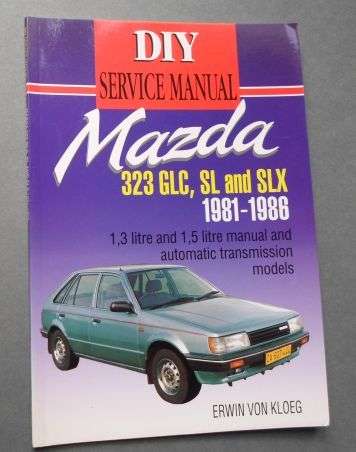 DIY
SERVICE MANUAL
Mazda
323 GLC, SL and SLX
1981-1986
1,3 litre and 1,5 litre manual and
automatic transmission
models
ERWIN VON KLOEG